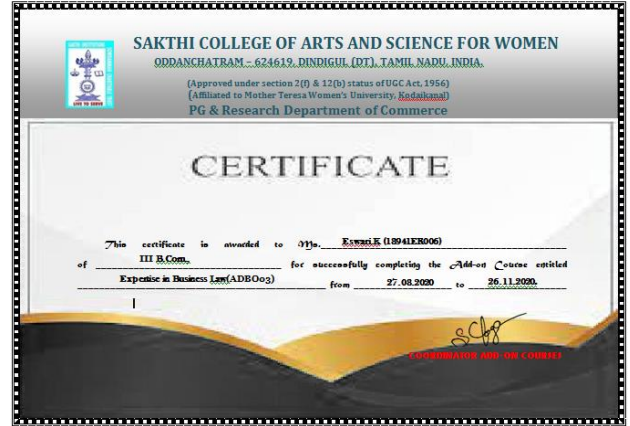 SAKTHI COLLEGE OF ARTS AND SCIENCE FOR WOMEN
ODDANCHATRAM – 624619, DINDIGUL (DT), TAMIL NADU, INDIA.
(Approved under section 2(f) & 12(b) status of UGC Act, 1956)
(Affiliated to Mother Teresa Women's University, Kodaikanal)
PG & Research Department of Commerce
LIVE TO SERVE
CERTIFICATE
This certificate is awarded to Ms. Eswari.K (18941ER006)
of III B.Com., for successfully completing the Add-on Course entitled
Expertise in Business Law(ADBO03) from 27.08.2020 to 26.11.2020.
COORDINATOR ADD-ON COURSES